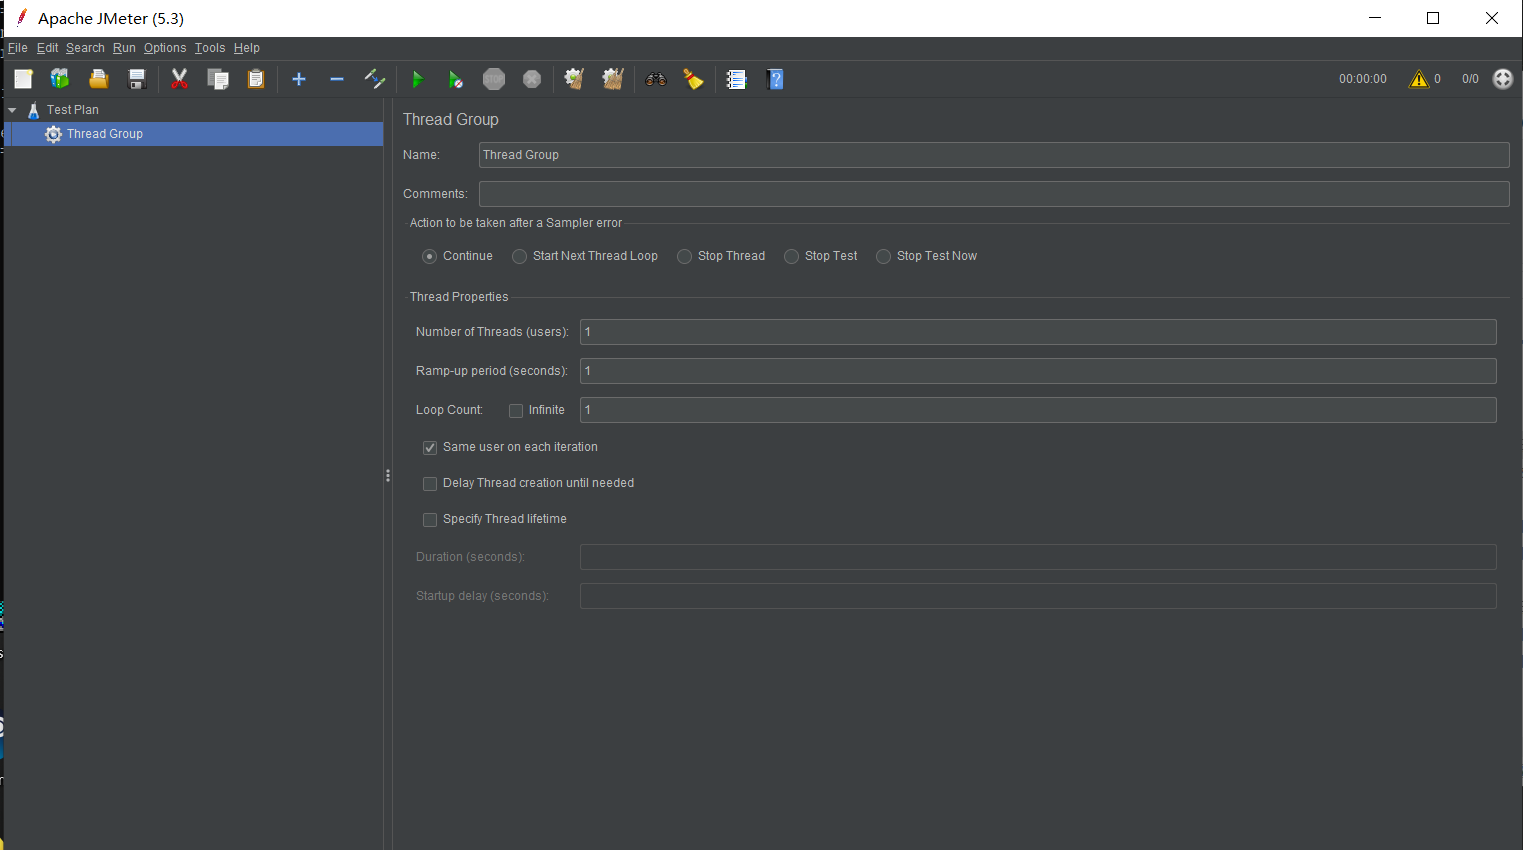 Apache JMeter (5.3)
File Edit Search Run Options Tools Help
STOP
00:00:00 0 0/0
Test Plan
Thread Group
Thread Group
Name: Thread Group
Comments:
Action to be taken after a Sampler error
Continue Start Next Thread Loop Stop Thread Stop Test Stop Test Now
Thread Properties
Number of Threads (users): 1
Ramp-up period (seconds): 1
Loop Count: Infinite 1
Same user on each iteration
Delay Thread creation until needed
Specify Thread lifetime
Duration (seconds):
Startup delay (seconds):